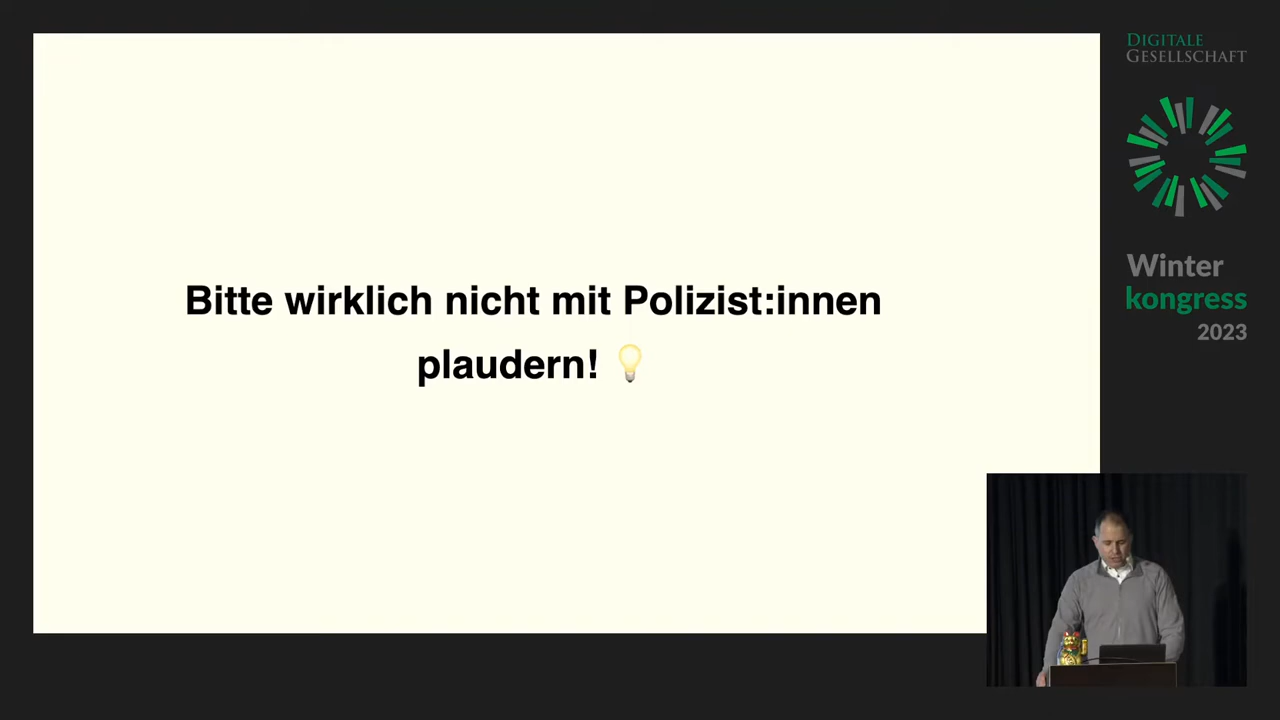 Bitte wirklich nicht mit Polizist:innen
plaudern! 💡
DIGITALE
GESELLSCHAFT
Winter
kongress
2023